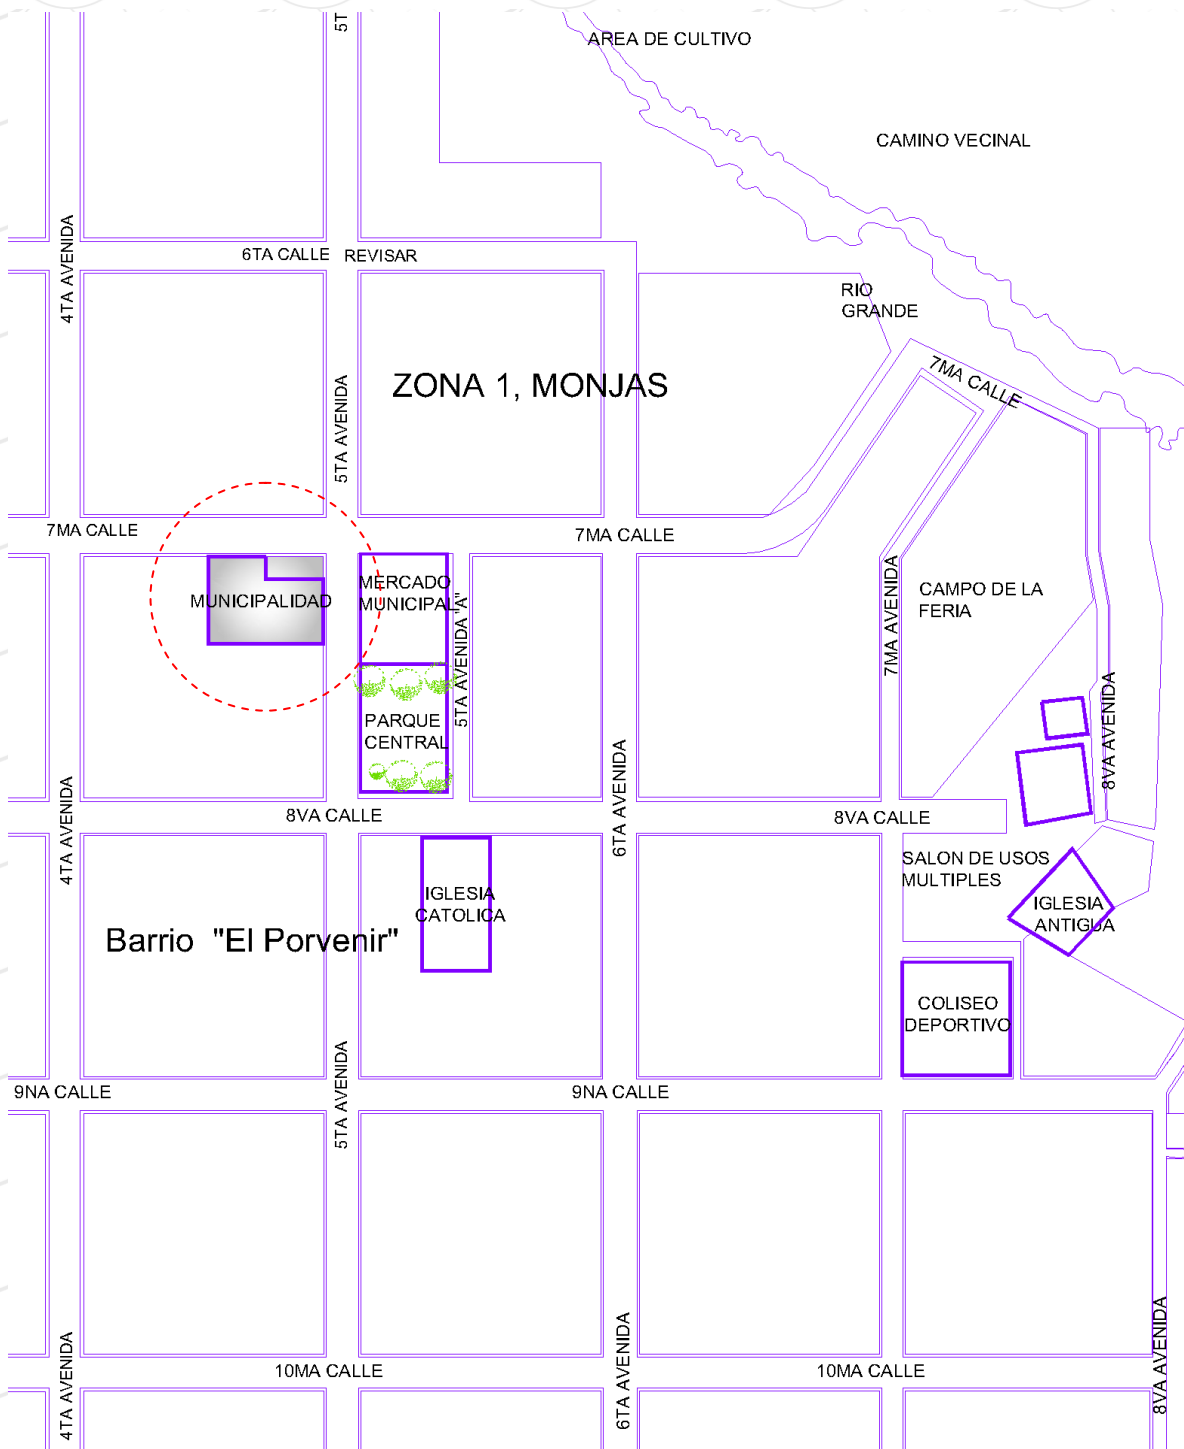 5T
AREA DE CULTIVO
CAMINO VECINAL
4TA AVENIDA
6TA CALLE
REVISAR
RIO
GRANDE
ZONA 1, MONJAS
7MA CALLE
5TA AVENIDA
7MA CALLE
7MA CALLE
MUNICIPALIDAD
MERCADO
MUNICIPAL
5TA AVENIDA "A"
7MA AVENIDA
CAMPO DE LA
FERIA
PARQUE
CENTRAL
8VA AVENIDA
4TA AVENIDA
8VA CALLE
6TA AVENIDA
8VA CALLE
SALON DE USOS
MULTIPLES
IGLESIA
CATOLICA
IGLESIA
ANTIGUA
Barrio "El Porvenir"
COLISEO
DEPORTIVO
5TA AVENIDA
9NA CALLE
9NA CALLE
4TA AVENIDA
10MA CALLE
6TA AVENIDA
10MA CALLE
8VA AVENIDA